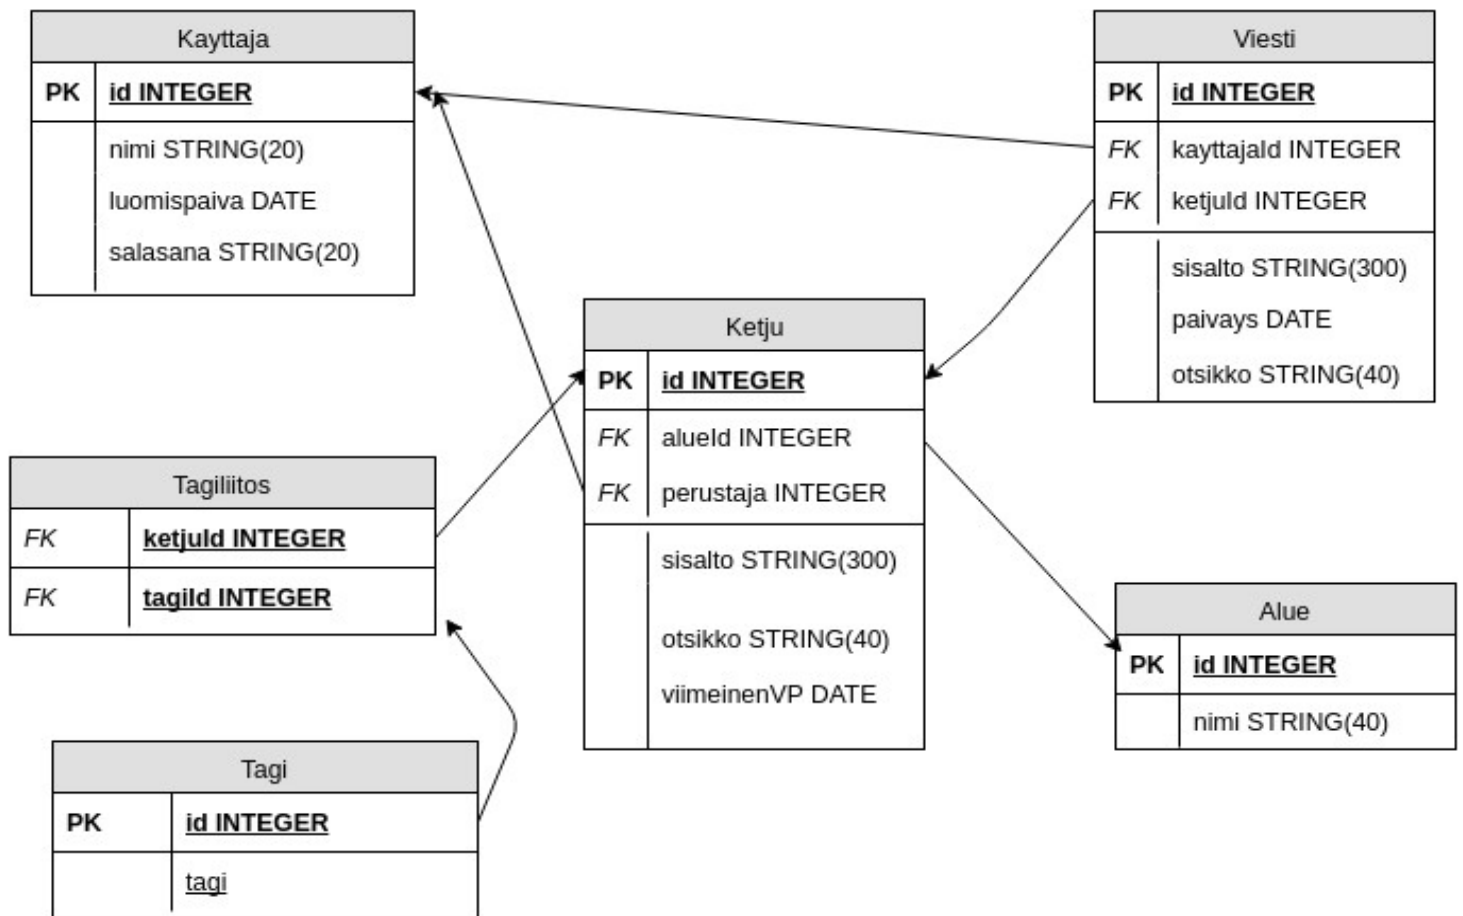 Kayttaja
PK id INTEGER
nimi STRING(20)
luomispaiva DATE
salasana STRING(20)
Viesti
PK id INTEGER
FK kayttajaId INTEGER
FK ketjuId INTEGER
sisalto STRING(300)
paivays DATE
otsikko STRING(40)
Ketju
PK id INTEGER
FK alueId INTEGER
FK perustaja INTEGER
sisalto STRING(300)
otsikko STRING(40)
viimeinenVP DATE
Tagiliitos
FK ketjuId INTEGER
FK tagiId INTEGER
Alue
PK id INTEGER
nimi STRING(40)
Tagi
PK id INTEGER
tagi